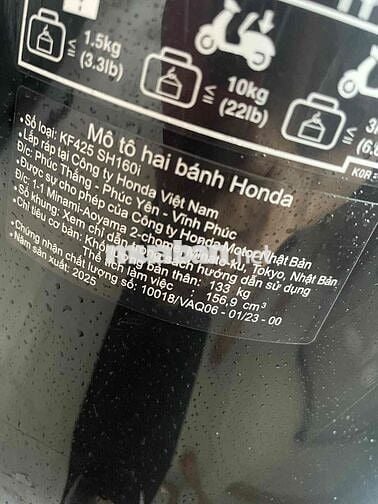 ≤ 1.5kg
(3.3lb)
≤ 10kg
(22lb)
≤
KOR
Mô tô hai bánh Honda
• Số loại: KF425 SH160i
• Lắp ráp tại Công ty Honda Việt Nam
Đ/c: Phúc Thắng - Phúc Yên - Vĩnh Phúc
Được sự cho phép của Công ty Honda Motor Nhật Bản
Đ/c: 1-1 Minami-Aoyama 2-chome, ku, Tokyo, Nhật Bản
• Số khung: Xem chỉ dẫn trong sách hướng dẫn sử dụng
• Chỉ tiêu cơ bản: Khối lượng bản thân: 133 kg
Thể tích làm việc 156,9 cm³
• Chứng nhận chất lượng số: 10018/VAQ06 - 01/23 - 00
• Năm sản xuất: 2025
muaban.net